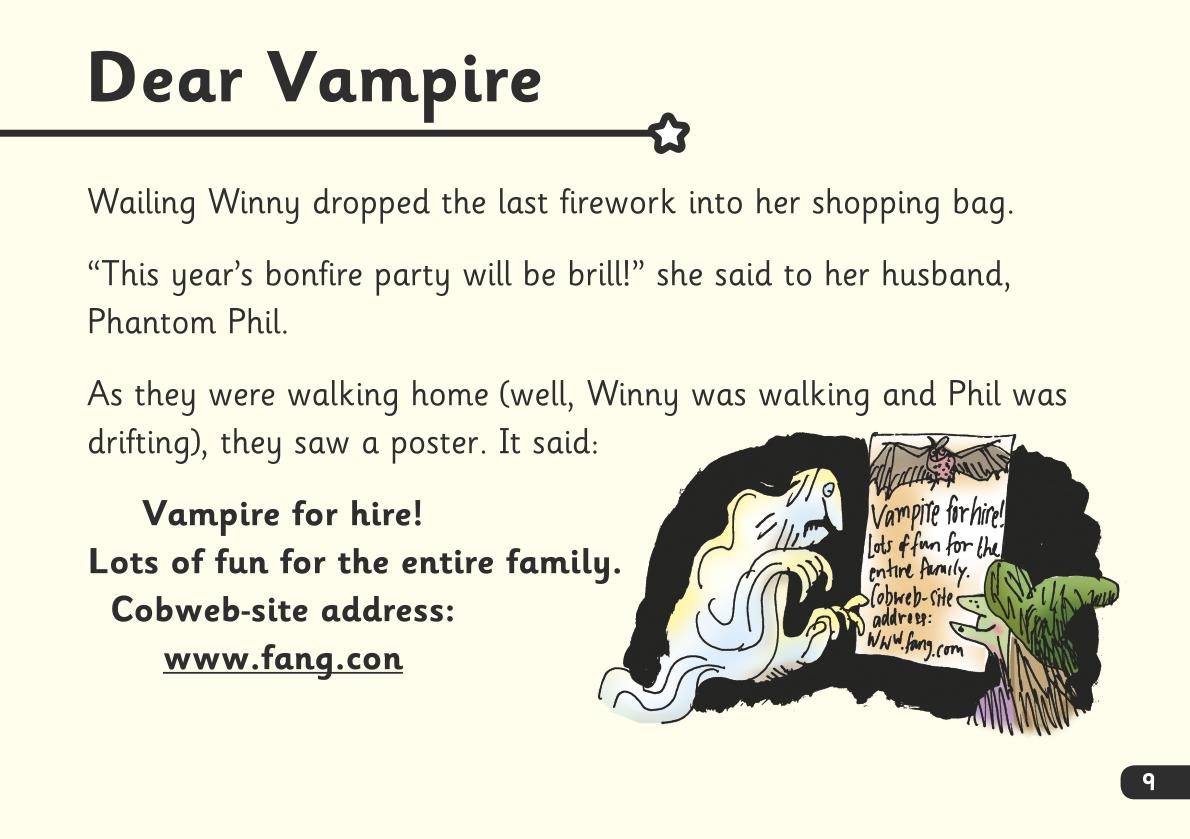 Dear Vampire
Wailing Winny dropped the last firework into her shopping bag.
“This year’s bonfire party will be brill!” she said to her husband,
Phantom Phil.
As they were walking home (well, Winny was walking and Phil was
drifting), they saw a poster. It said:
Vampire for hire!
Lots of fun for the entire family.
Cobweb-site address:
www.fang.con
Vampire for hire!
Lots of fun for the
entire family.
Cobweb-site
address:
www.fang.com
9